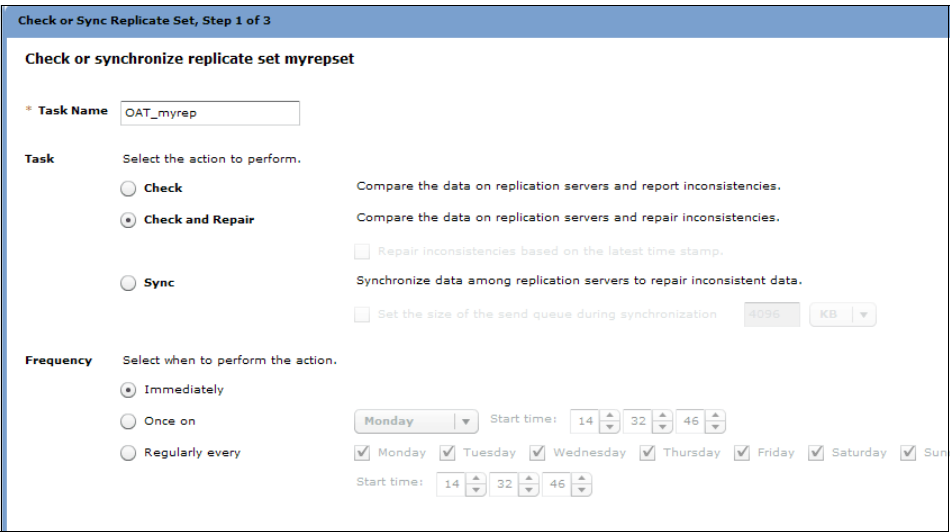 Check or Sync Replicate Set, Step 1 of 3
Check or synchronize replicate set myrepset
* Task Name OAT_myrep
Task Select the action to perform.
Check Compare the data on replication servers and report inconsistencies.
Check and Repair Compare the data on replication servers and repair inconsistencies.
Repair inconsistencies based on the latest time stamp.
Sync Synchronize data among replication servers to repair inconsistent data.
Set the size of the send queue during synchronization 4096 KB
Frequency Select when to perform the action.
Immediately
Once on Monday Start time: 14 32 46
Regularly every Monday Tuesday Wednesday Thursday Friday Saturday Sun
Start time: 14 32 46